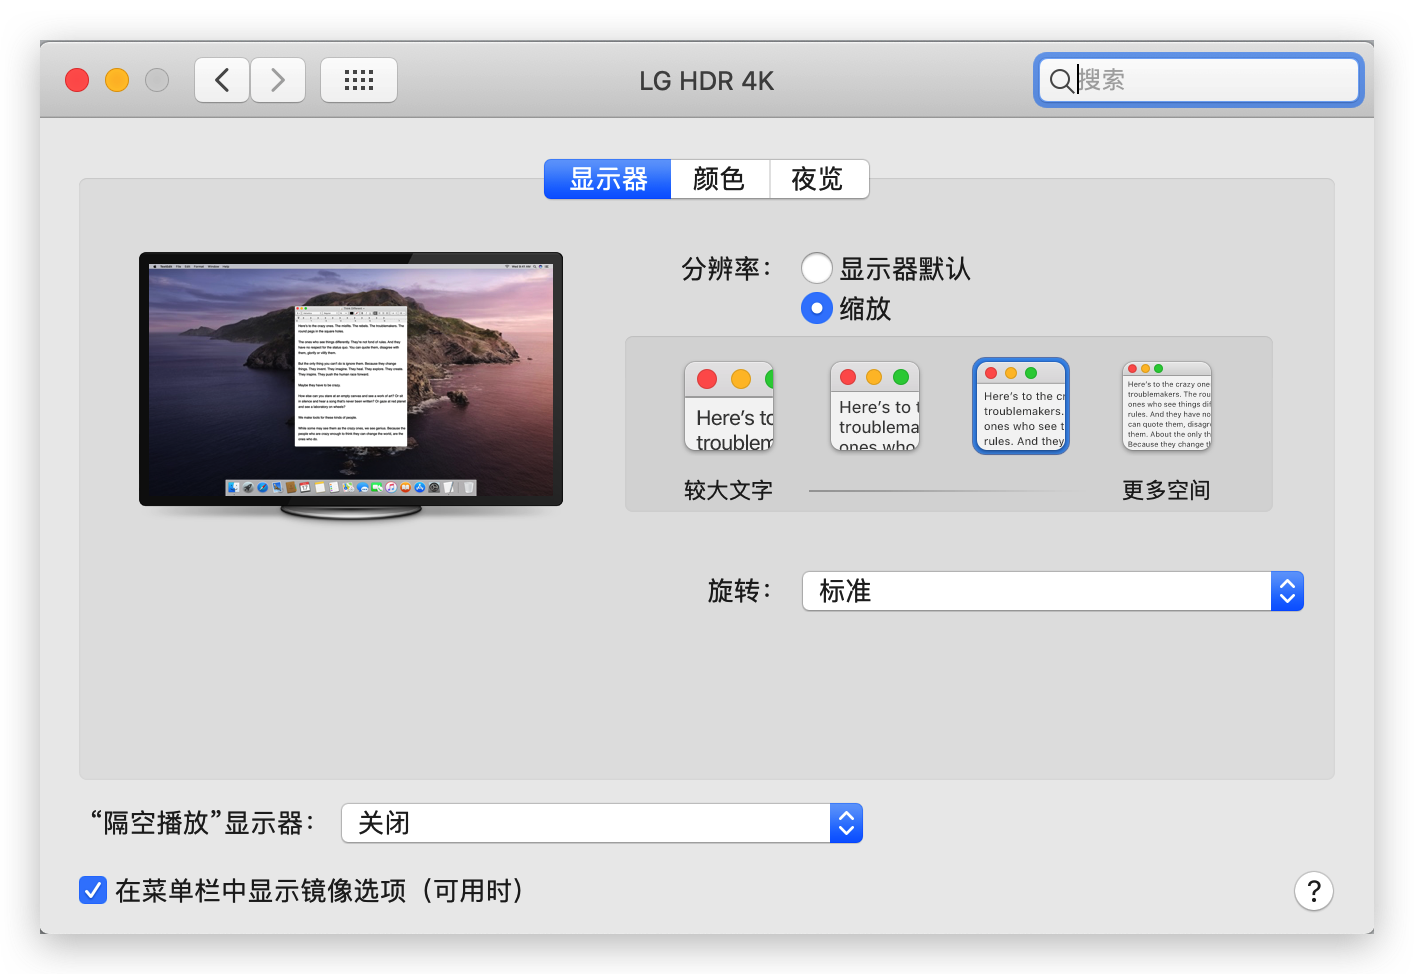 LG HDR 4K
搜索
显示器
颜色
夜览
分辨率：
显示器默认
缩放
Here's to
troublem
Here's to t
troublema
ones who
Here's to the cr
troublemakers.
ones who see t
rules. And they
Here's to the crazy one
troublemakers. The rou
ones who see things dif
rules. And they have no
can quote them, disagr
them. About the only th
Because they change th
较大文字
更多空间
旋转：
标准
“隔空播放”显示器：
关闭
在菜单栏中显示镜像选项（可用时）
?